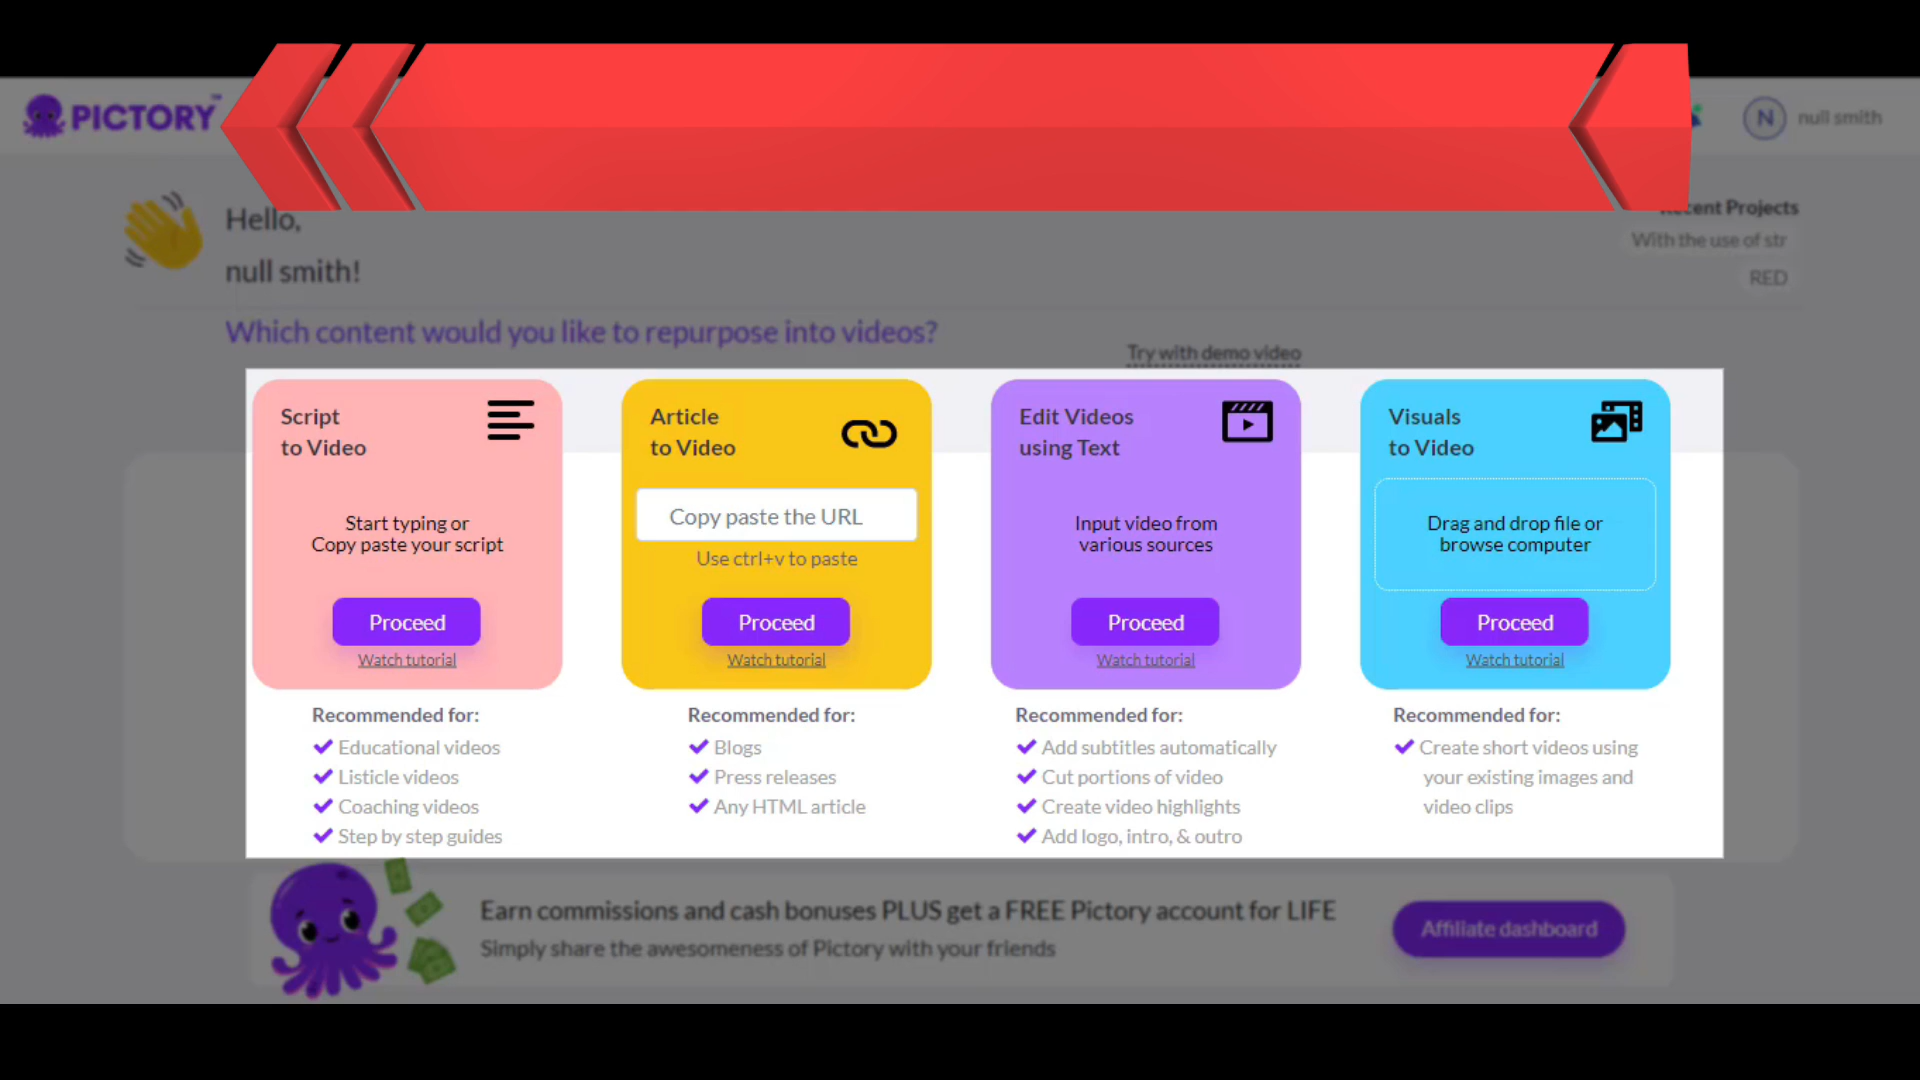 PICTORY™
N
null smith
Hello,
null smith!
Recent Projects
With the use of str
RED
Which content would you like to repurpose into videos?
Try with demo video
Script
to Video
Start typing or
Copy paste your script
Proceed
Watch tutorial
Recommended for:
Educational videos
Listicle videos
Coaching videos
Step by step guides
Article
to Video
Copy paste the URL
Use ctrl+v to paste
Proceed
Watch tutorial
Recommended for:
Blogs
Press releases
Any HTML article
Edit Videos
using Text
Input video from
various sources
Proceed
Watch tutorial
Recommended for:
Add subtitles automatically
Cut portions of video
Create video highlights
Add logo, intro, & outro
Visuals
to Video
Drag and drop file or
browse computer
Proceed
Watch tutorial
Recommended for:
Create short videos using
your existing images and
video clips
Earn commissions and cash bonuses PLUS get a FREE Pictory account for LIFE
Simply share the awesomeness of Pictory with your friends
Affiliate dashboard